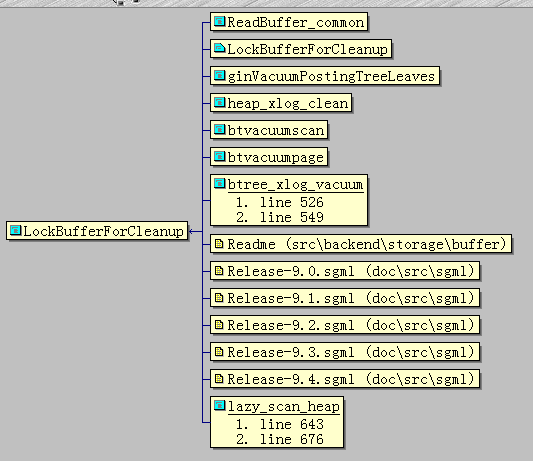 ReadBuffer_common
LockBufferForCleanup
ginVacuumPostingTreeLeaves
heap_xlog_clean
btvacuumscan
btvacuumpage
btree_xlog_vacuum
1. line 526
2. line 549
LockBufferForCleanup
Readme (src\backend\storage\buffer)
Release-9.0.sgml (doc\src\sgml)
Release-9.1.sgml (doc\src\sgml)
Release-9.2.sgml (doc\src\sgml)
Release-9.3.sgml (doc\src\sgml)
Release-9.4.sgml (doc\src\sgml)
lazy_scan_heap
1. line 643
2. line 676